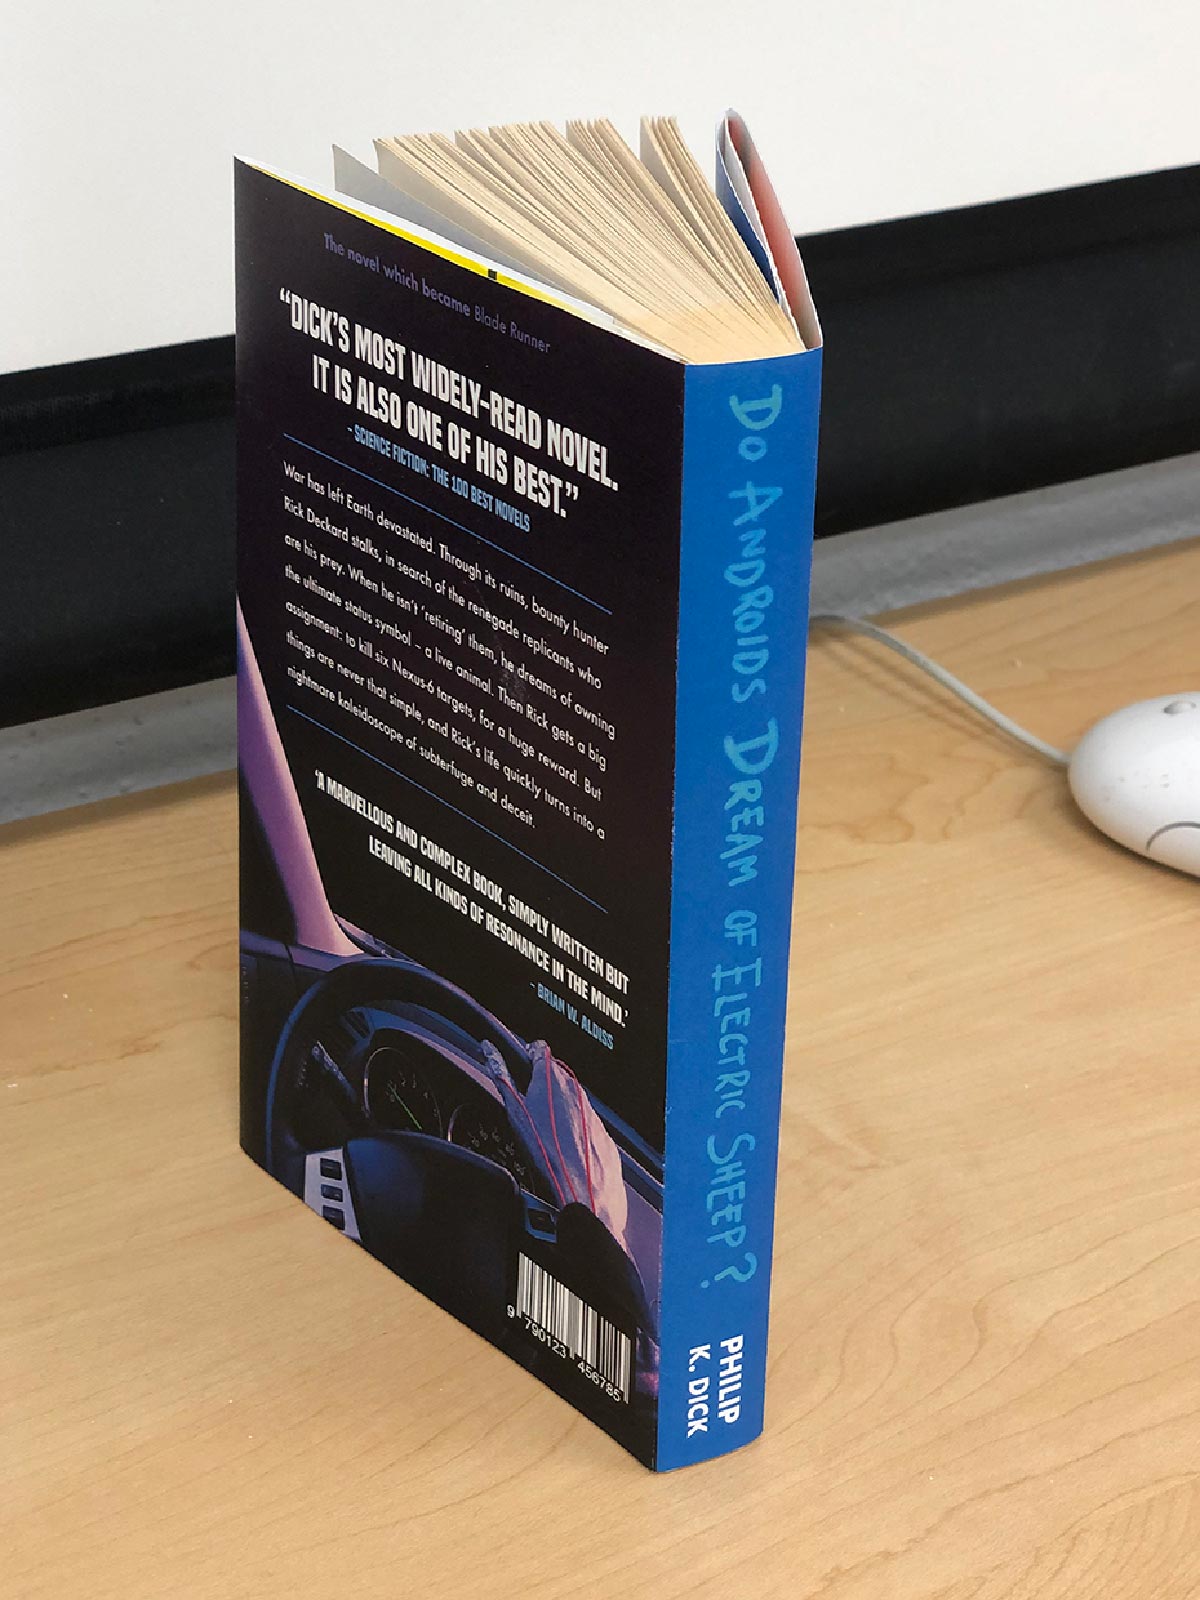 The novel which became Blade Runner
“DICK'S MOST WIDELY-READ NOVEL.
IT IS ALSO ONE OF HIS BEST.”
- SCIENCE FICTION: THE 100 BEST NOVELS
War has left Earth devastated. Through its ruins, bounty hunter
Rick Deckard stalks, in search of the renegade replicants who
are his prey. When he isn't 'retiring' them, he dreams of owning
the ultimate status symbol – a live animal. Then Rick gets a big
assignment: to kill six Nexus-6 targets, for a huge reward. But
things are never that simple, and Rick's life quickly turns into a
nightmare kaleidoscope of subterfuge and deceit.
'A MARVELLOUS AND COMPLEX BOOK, SIMPLY WRITTEN BUT
LEAVING ALL KINDS OF RESONANCE IN THE MIND.'
- BRIAN W. ALDISS
9 790123 456785
DO ANDROIDS DREAM OF ELECTRIC SHEEP?
PHILIP
K. DICK